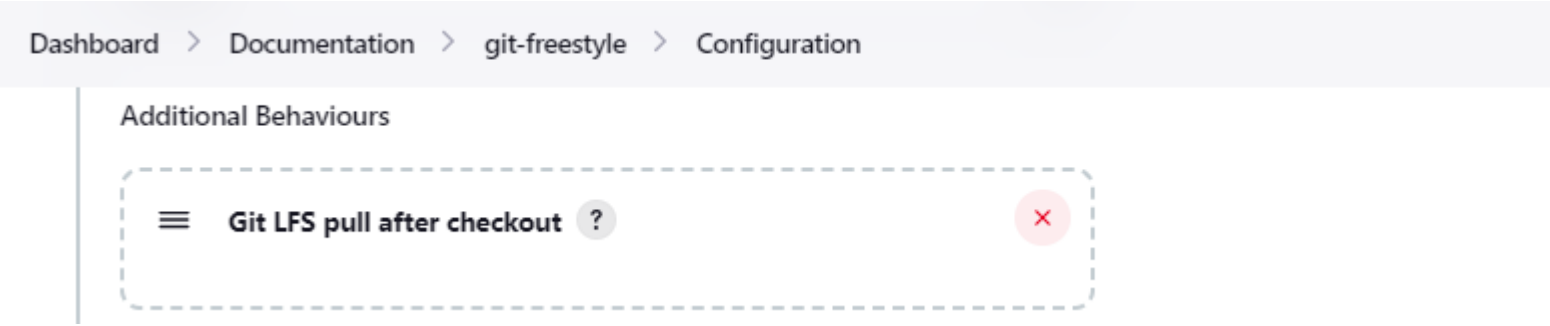 Dashboard > Documentation > git-freestyle > Configuration
Additional Behaviours
Git LFS pull after checkout ?